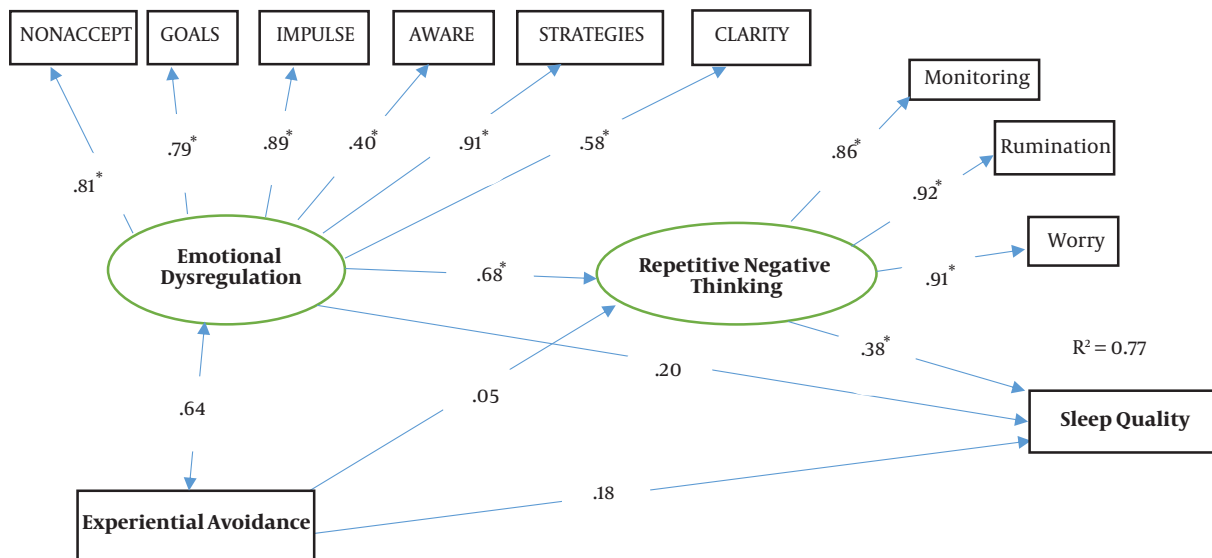 NONACCEPT
GOALS
IMPULSE
AWARE
STRATEGIES
CLARITY
Monitoring
Rumination
Worry
.81*
.79*
.89*
.40*
.91*
.58*
.86*
.92*
.91*
Emotional
Dysregulation
.68*
Repetitive Negative
Thinking
.38*
R² = 0.77
.20
.05
.64
Sleep Quality
.18
Experiential Avoidance